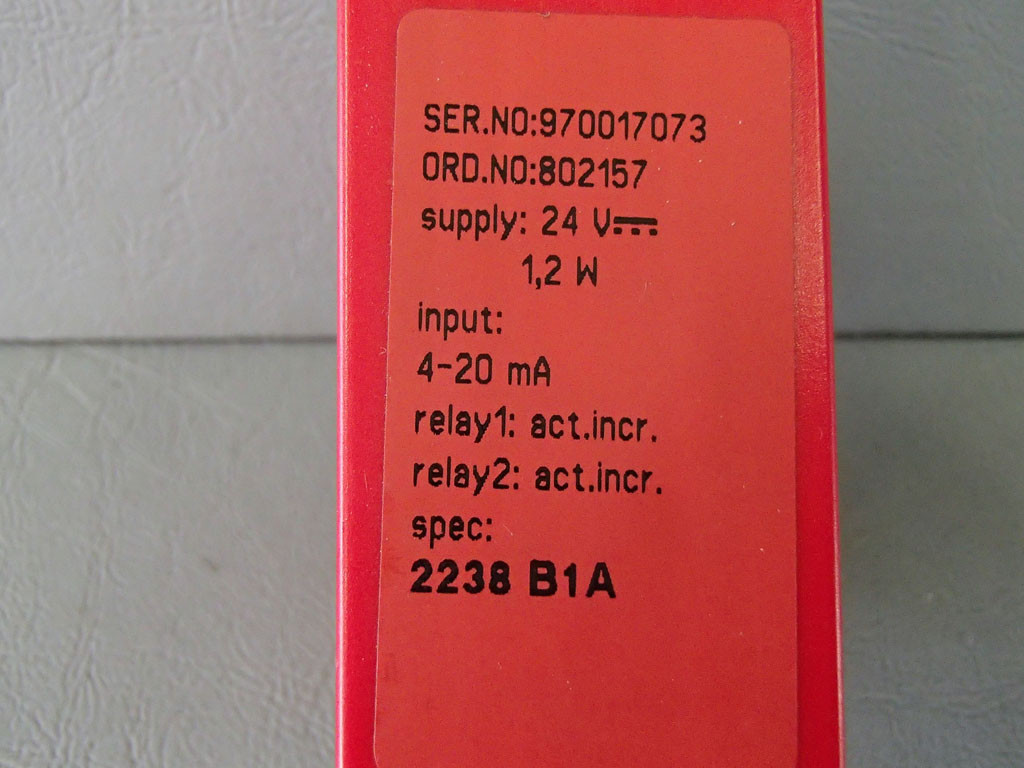 SER.NO:970017073
ORD.NO:802157
supply: 24 V⎓
1,2 W
input:
4-20 mA
relay1: act.incr.
relay2: act.incr.
spec:
2238 B1A